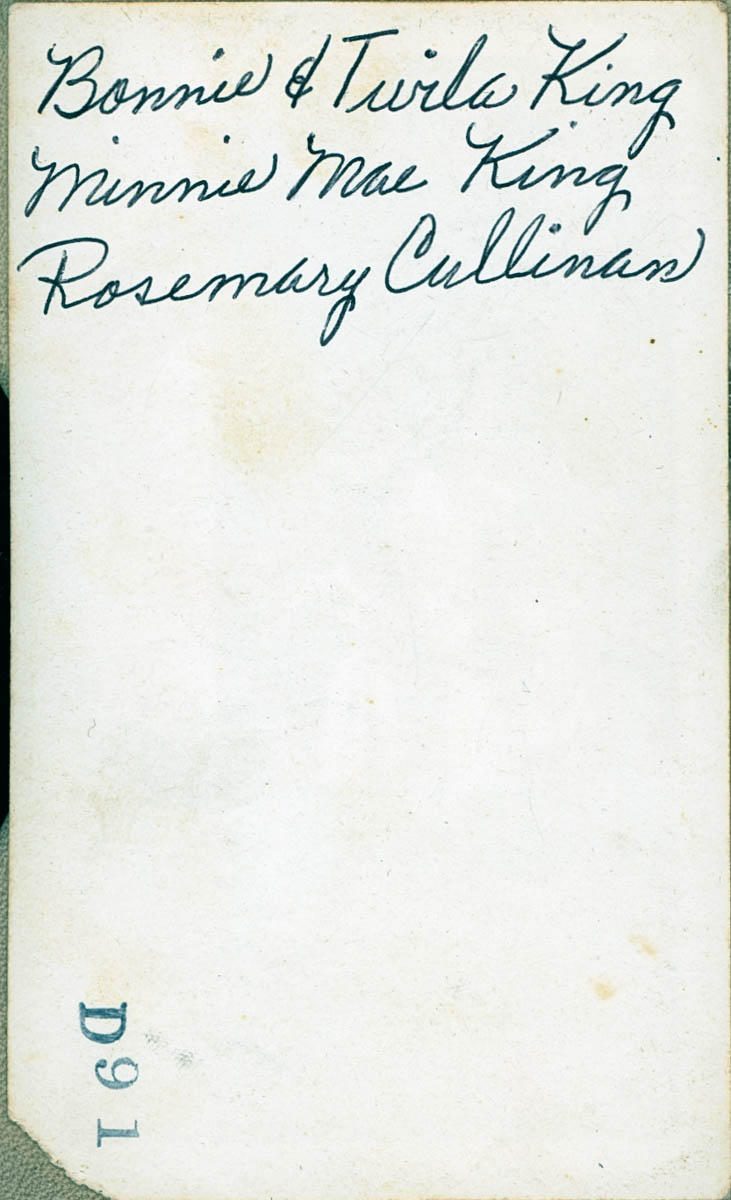 Bonnie & Twila King
Minnie Mae King
Rosemary Cullinan
D91